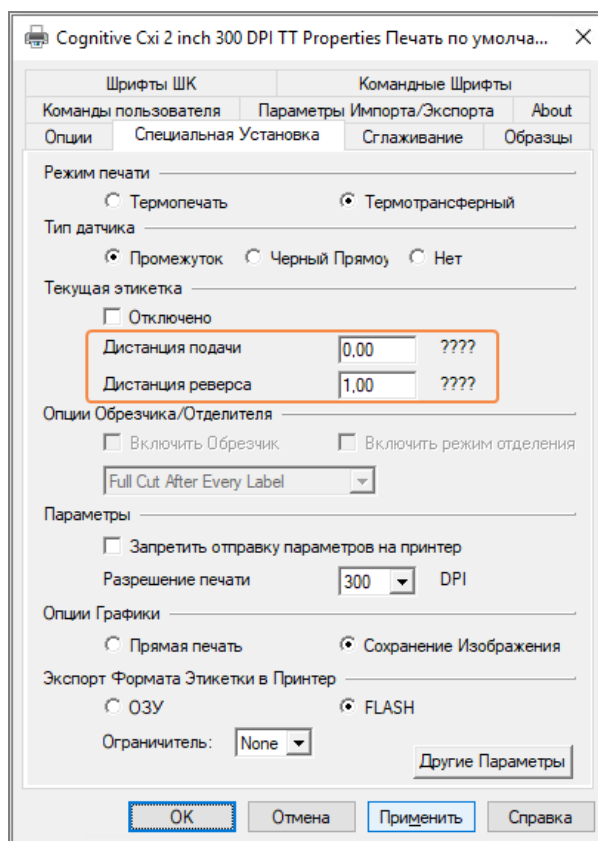 Cognitive Cxi 2 inch 300 DPI TT Properties Печать по умолча...
Шрифты ШК Командные Шрифты
Команды пользователя Параметры Импорта/Экспорта About
Опции Специальная Установка Сглаживание Образцы
Режим печати
Термопечать Термотрансферный
Тип датчика
Промежуток Черный Прямоу Нет
Текущая этикетка
Отключено
Дистанция подачи 0,00 ????
Дистанция реверса 1,00 ????
Опции Обрезчика/Отделителя
Включить Обрезчик Включить режим отделения
Full Cut After Every Label
Параметры
Запретить отправку параметров на принтер
Разрешение печати 300 DPI
Опции Графики
Прямая печать Сохранение Изображения
Экспорт Формата Этикетки в Принтер
ОЗУ FLASH
Ограничитель: None
Другие Параметры
OK Отмена Применить Справка